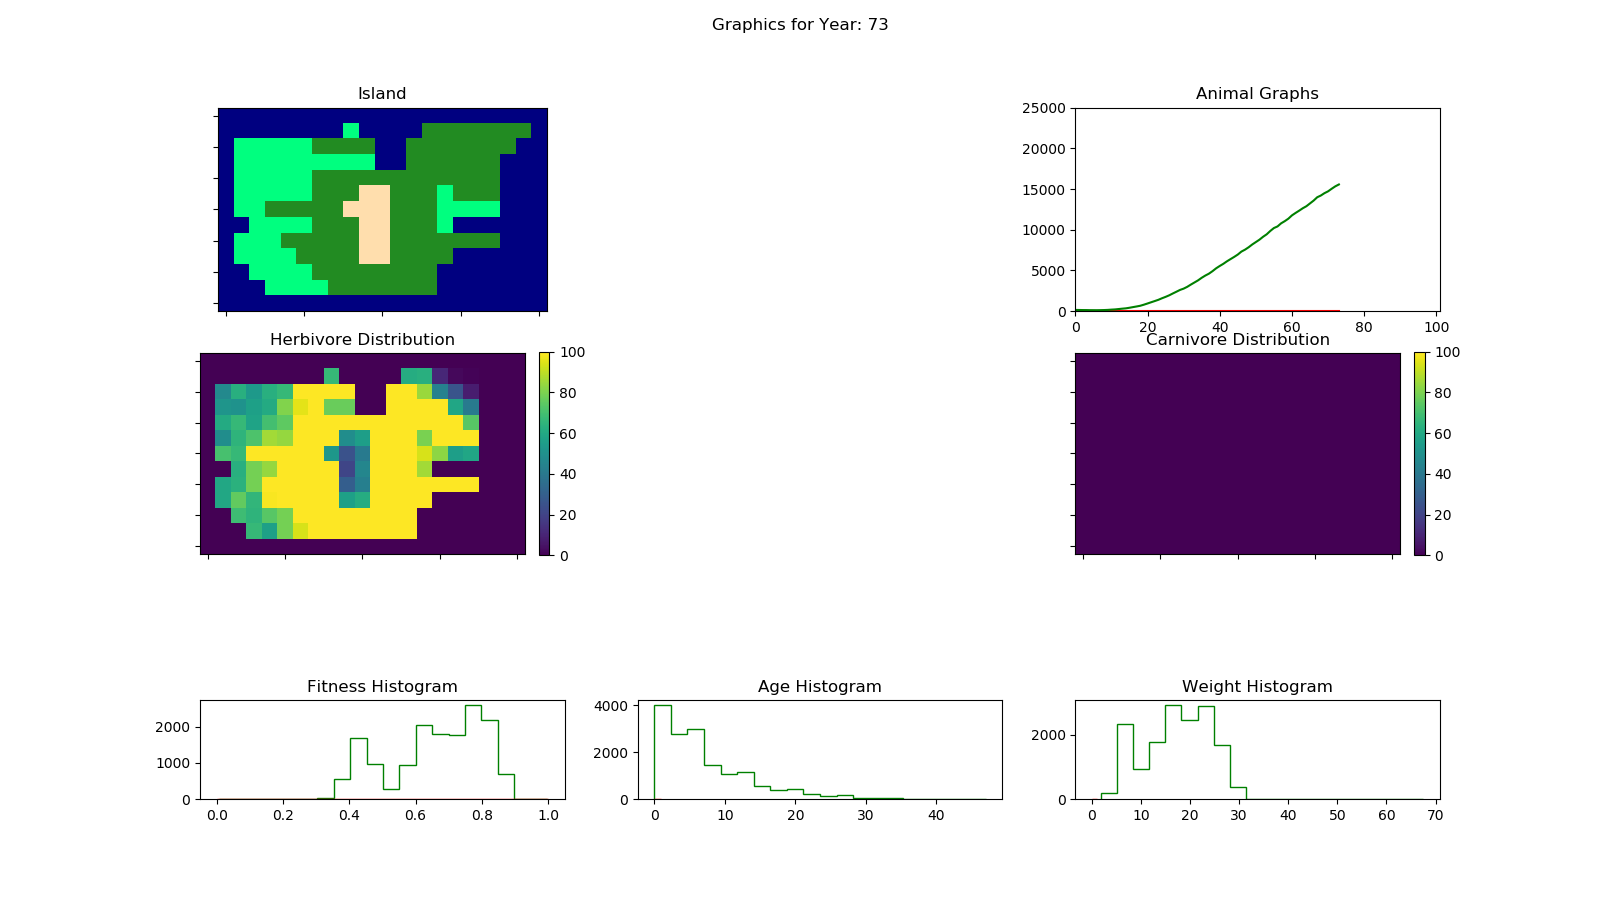 Graphics for Year: 73
Island
Animal Graphs
25000
20000
15000
10000
5000
0
0 20 40 60 80 100
Herbivore Distribution
100
80
60
40
20
0
Carnivore Distribution
100
80
60
40
20
0
Fitness Histogram
2000
1000
0
0.0 0.2 0.4 0.6 0.8 1.0
Age Histogram
4000
2000
0
0 10 20 30 40
Weight Histogram
2000
0
0 10 20 30 40 50 60 70